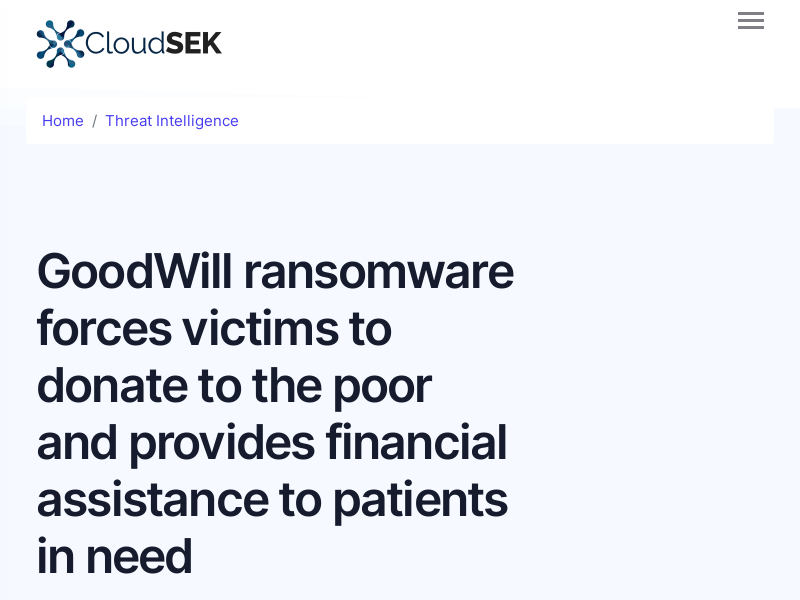 CloudSEK
Home / Threat Intelligence
GoodWill ransomware
forces victims to
donate to the poor
and provides financial
assistance to patients
in need